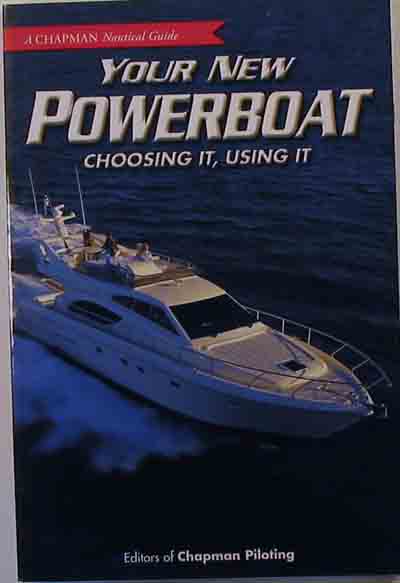 A CHAPMAN Nautical Guide
YOUR NEW
POWERBOAT
CHOOSING IT, USING IT
Editors of Chapman Piloting